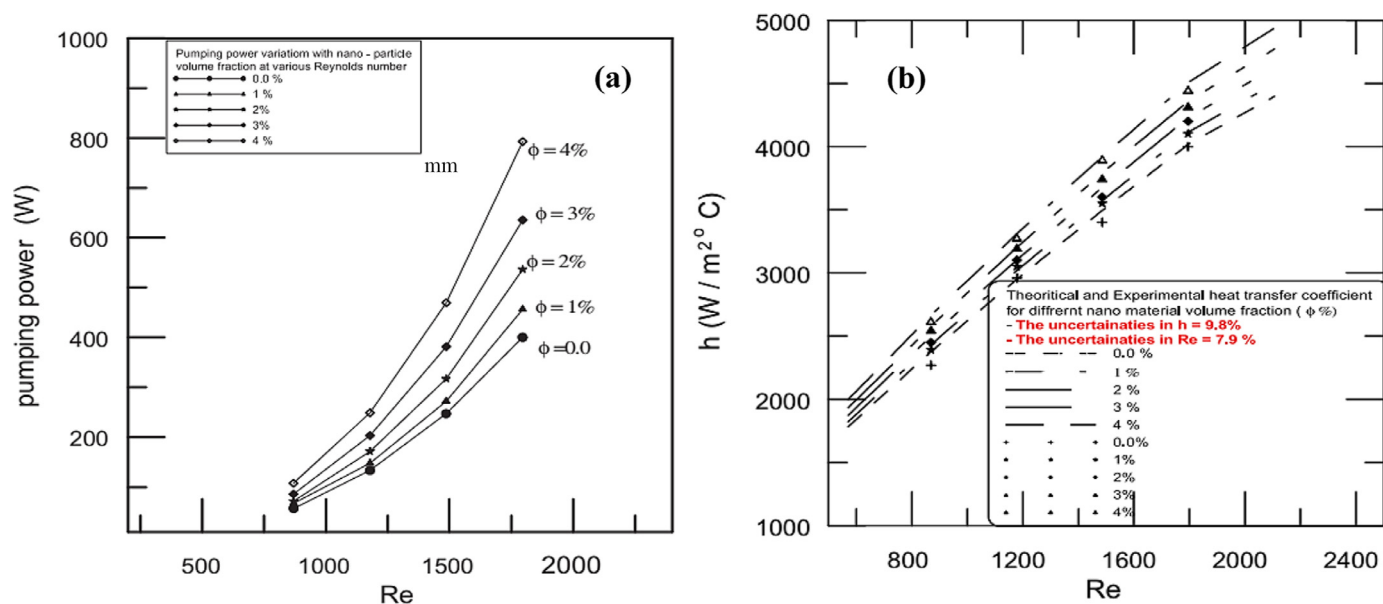 1000
800
600
400
200
pumping power (W)
Pumping power variatiom with nano - particle
volume fraction at various Reynolds number
0.0 %
1 %
2%
3%
4 %
(a)
mm
ϕ = 4%
ϕ = 3%
ϕ = 2%
ϕ = 1%
ϕ = 0.0
500 1000 1500 2000
Re
5000
4000
3000
2000
1000
h (W / m² ° C)
(b)
Theoritical and Experimental heat transfer coefficient
for differnt nano material volume fraction ( ϕ %)
- The uncertainaties in h = 9.8%
- The uncertainaties in Re = 7.9 %
0.0 %
1 %
2 %
3 %
4 %
0.0%
1%
2%
3%
4%
800 1200 1600 2000 2400
Re